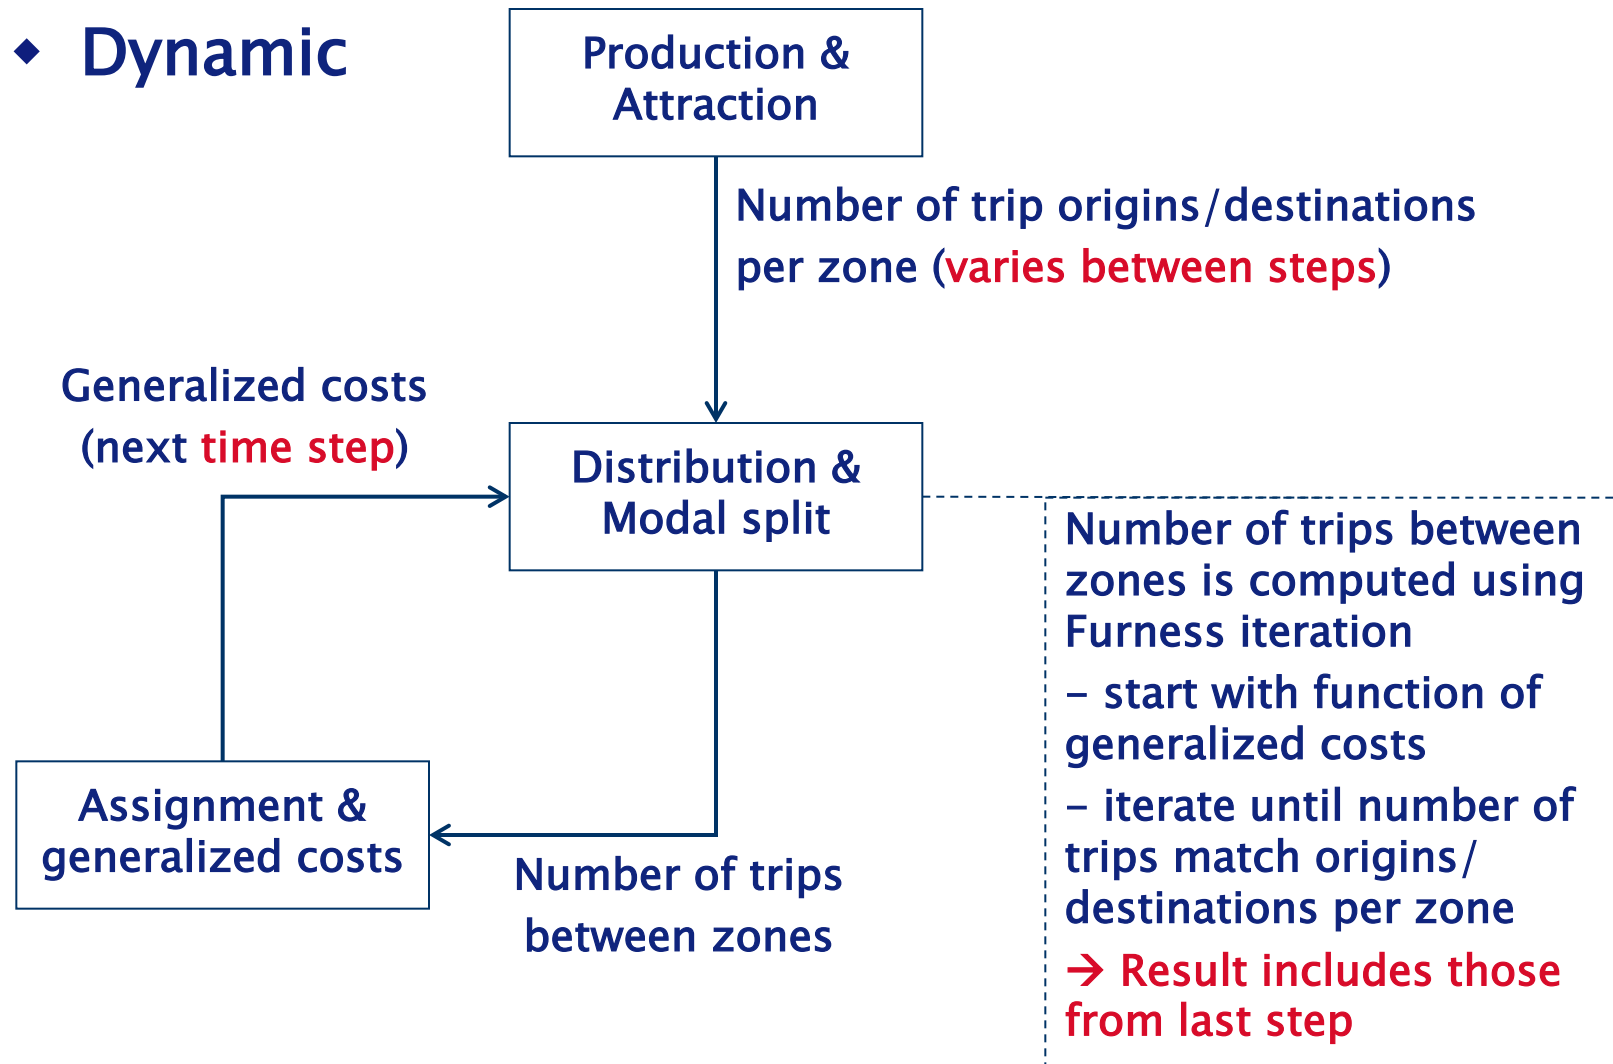 ◆ Dynamic
Production &
Attraction
Number of trip origins/destinations
per zone (varies between steps)
Generalized costs
(next time step)
Distribution &
Modal split
Number of trips between
zones is computed using
Furness iteration
– start with function of
generalized costs
– iterate until number of
trips match origins/
destinations per zone
→ Result includes those
from last step
Assignment &
generalized costs
Number of trips
between zones